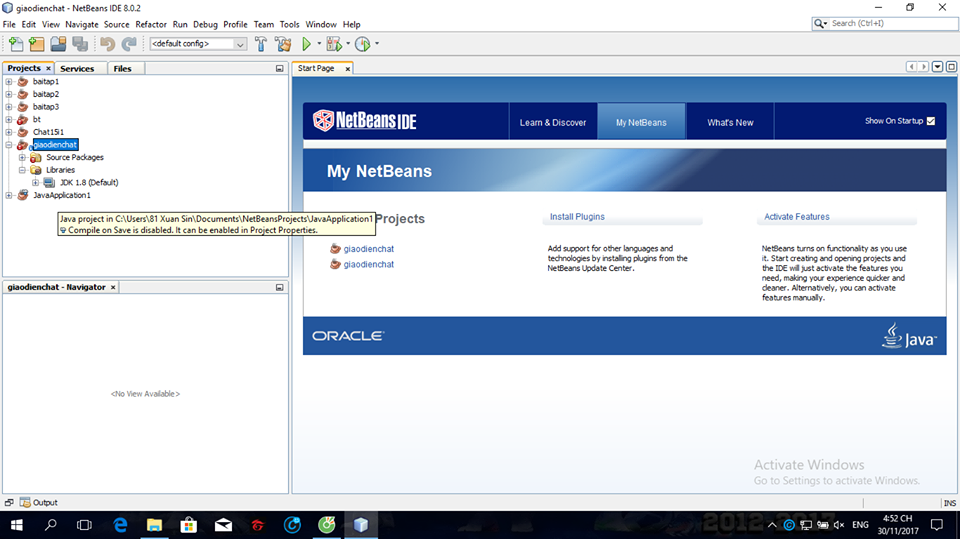 giaodienchat - NetBeans IDE 8.0.2
File Edit View Navigate Source Refactor Run Debug Profile Team Tools Window Help
Search (Ctrl+I)
<default config>
Projects × Services Files
Start Page ×
baitap1
baitap2
baitap3
bt
Chat15i1
giaodienchat
Source Packages
Libraries
JDK 1.8 (Default)
JavaApplication1
Java project in C:\Users\81 Xuan Sin\Documents\NetBeansProjects\JavaApplication1
Compile on Save is disabled. It can be enabled in Project Properties.
giaodienchat - Navigator ×
<No View Available>
NetBeans IDE
Learn & Discover
My NetBeans
What's New
Show On Startup
My NetBeans
Projects
giaodienchat
giaodienchat
Install Plugins
Add support for other languages and
technologies by installing plugins from the
NetBeans Update Center.
Activate Features
NetBeans turns on functionality as you use
it. Start creating and opening projects and
the IDE will just activate the features you
need, making your experience quicker and
cleaner. Alternatively, you can activate
features manually.
ORACLE
Java
Activate Windows
Go to Settings to activate Windows.
Output
INS
2012-2017
ENG
4:52 CH
30/11/2017